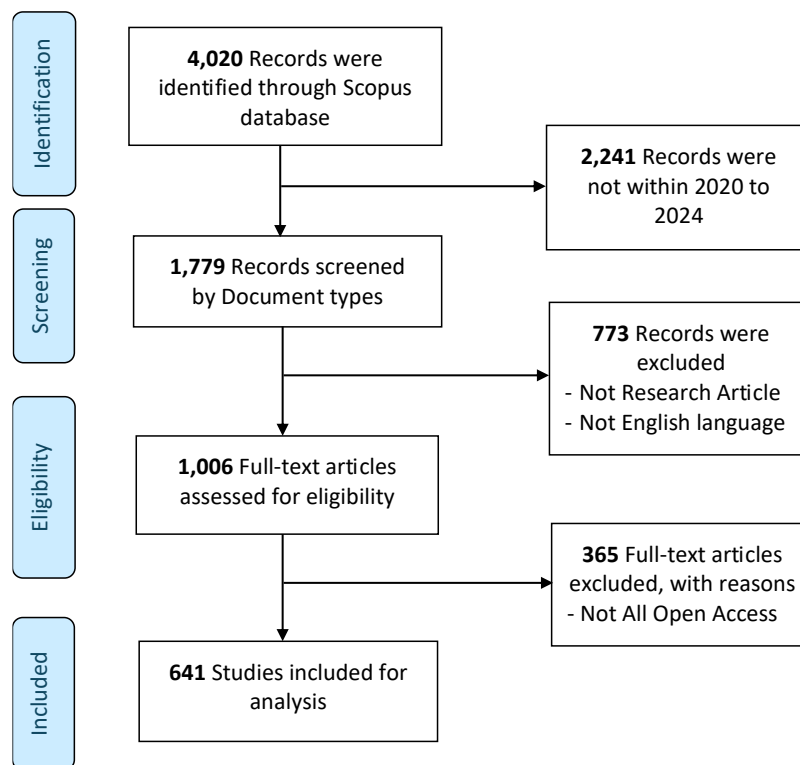 Identification
4,020 Records were
identified through Scopus
database
2,241 Records were
not within 2020 to
2024
Screening
1,779 Records screened
by Document types
773 Records were
excluded
- Not Research Article
- Not English language
Eligibility
1,006 Full-text articles
assessed for eligibility
365 Full-text articles
excluded, with reasons
- Not All Open Access
Included
641 Studies included for
analysis